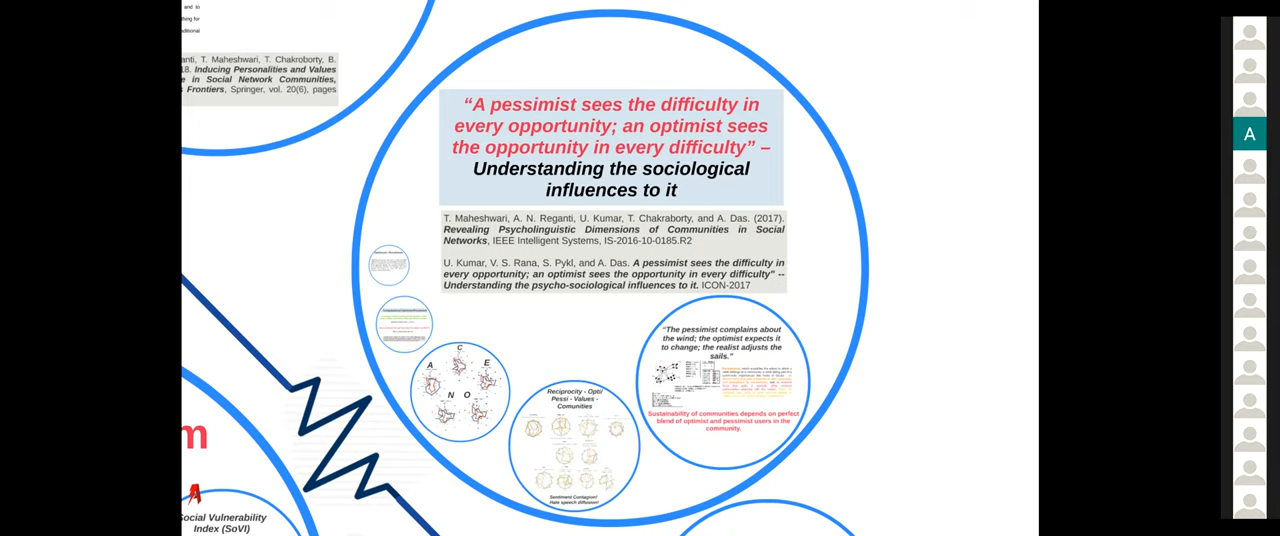 and to
thing for
ditional
anti, T. Maheshwari, T. Chakroborty, B.
18. Inducing Personalities and Values
e in Social Network Communities,
s Frontiers, Springer, vol. 20(6), pages
“A pessimist sees the difficulty in
every opportunity; an optimist sees
the opportunity in every difficulty” –
Understanding the sociological
influences to it
T. Maheshwari, A. N. Reganti, U. Kumar, T. Chakraborty, and A. Das. (2017).
Revealing Psycholinguistic Dimensions of Communities in Social
Networks, IEEE Intelligent Systems, IS-2016-10-0185.R2
U. Kumar, V. S. Rana, S. Pykl, and A. Das. A pessimist sees the difficulty in
every opportunity; an optimist sees the opportunity in every difficulty" --
Understanding the psycho-sociological influences to it. ICON-2017
A C E
N O
Reciprocity - Opti
Pessi - Values -
Comunities
Sentiment Contagion!
Hate speech diffusion!
“The pessimist complains about
the wind; the optimist expects it
to change; the realist adjusts the
sails.”
Sustainability of communities depends on perfect
blend of optimist and pessimist users in the
community.
m
Social Vulnerability
Index (SoVI)
A